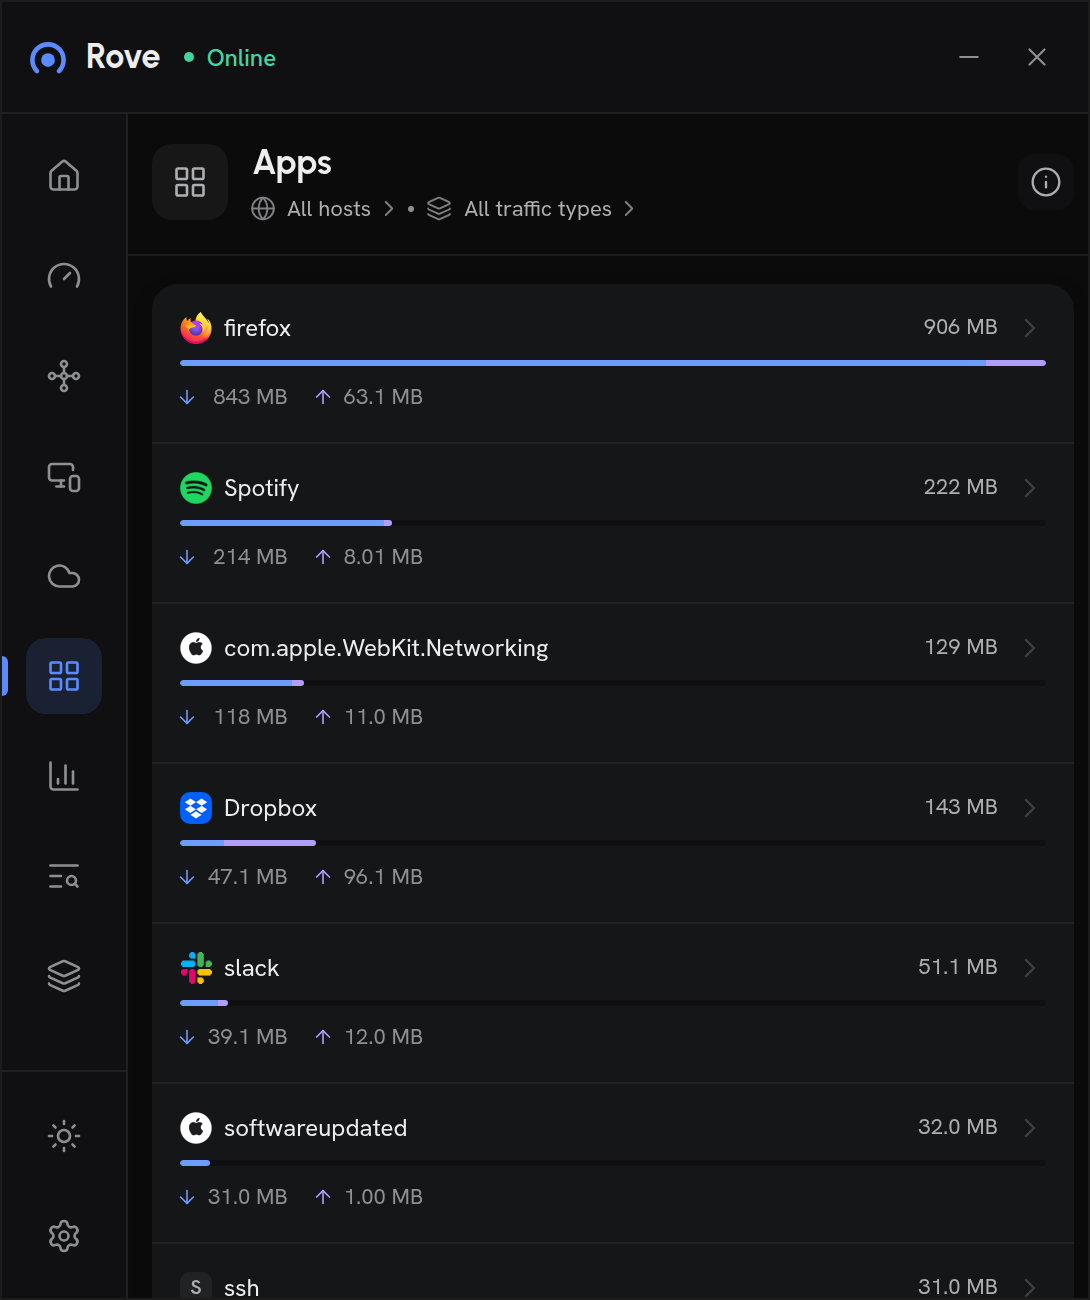 Rove • Online
Apps
All hosts • All traffic types
firefox 906 MB
843 MB 63.1 MB
Spotify 222 MB
214 MB 8.01 MB
com.apple.WebKit.Networking 129 MB
118 MB 11.0 MB
Dropbox 143 MB
47.1 MB 96.1 MB
slack 51.1 MB
39.1 MB 12.0 MB
softwareupdated 32.0 MB
31.0 MB 1.00 MB
S ssh 31.0 MB